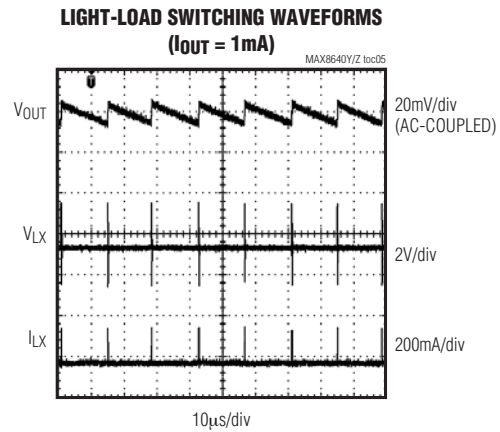 LIGHT-LOAD SWITCHING WAVEFORMS
(IOUT = 1mA)
MAX8640Y/Z toc05
VOUT
20mV/div
(AC-COUPLED)
VLX
2V/div
ILX
200mA/div
10μs/div